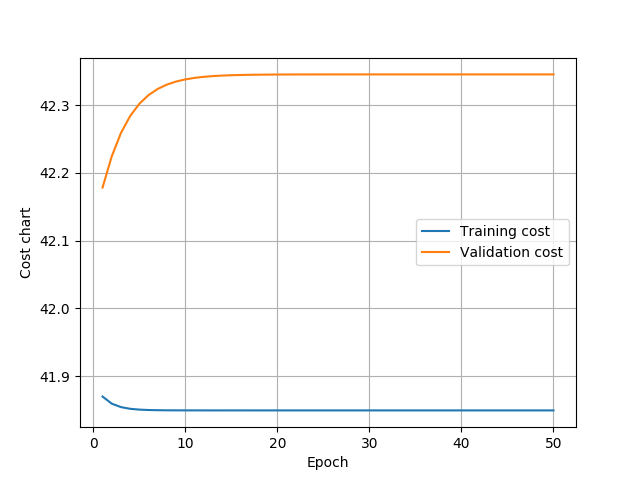 42.3
42.2
42.1
42.0
41.9
Cost chart
Training cost
Validation cost
0 10 20 30 40 50
Epoch